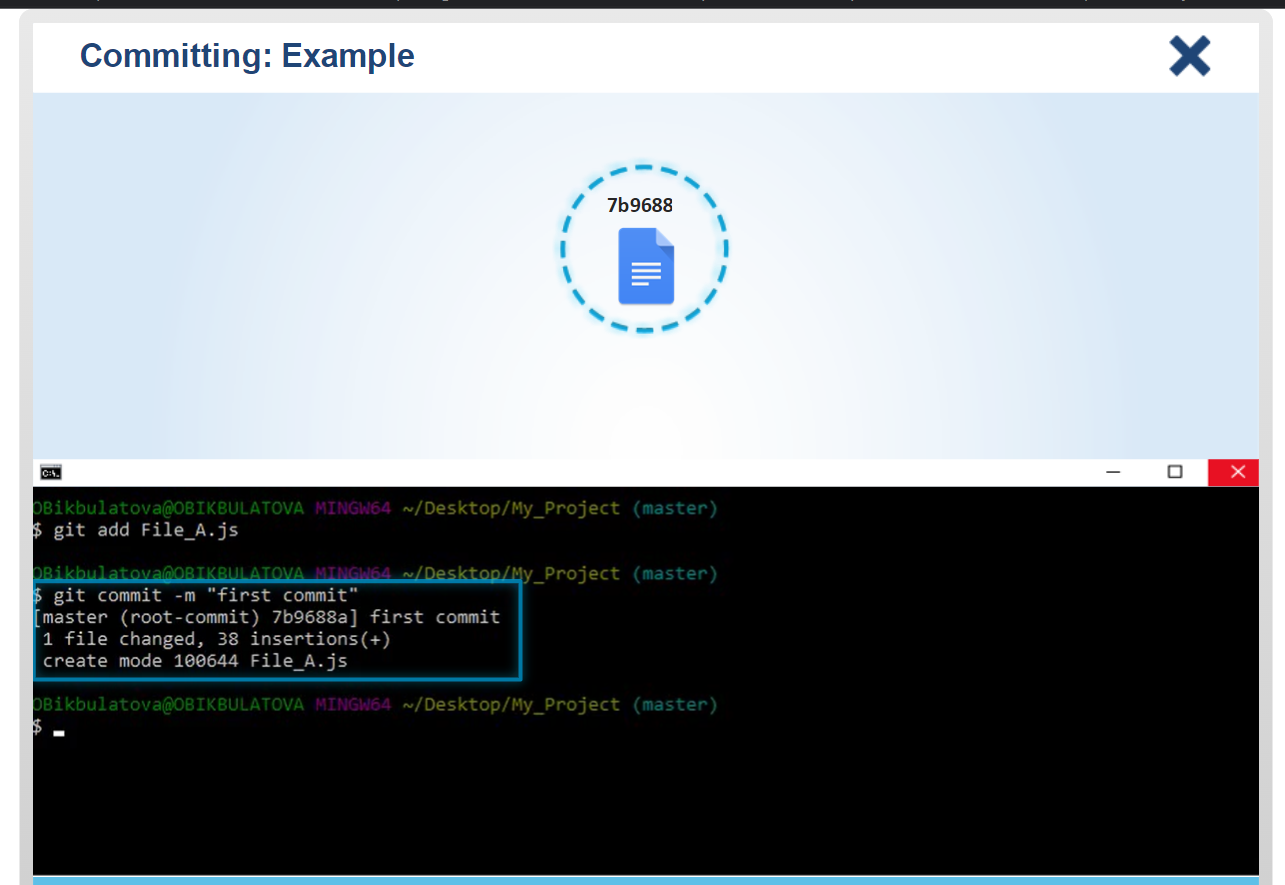 Committing: Example
7b9688
OBikbulatova@OBIKBULATOVA MINGW64 ~/Desktop/My_Project (master)
$ git add File_A.js
OBikbulatova@OBIKBULATOVA MINGW64 ~/Desktop/My_Project (master)
$ git commit -m "first commit"
[master (root-commit) 7b9688a] first commit
1 file changed, 38 insertions(+)
create mode 100644 File_A.js
OBikbulatova@OBIKBULATOVA MINGW64 ~/Desktop/My_Project (master)
$